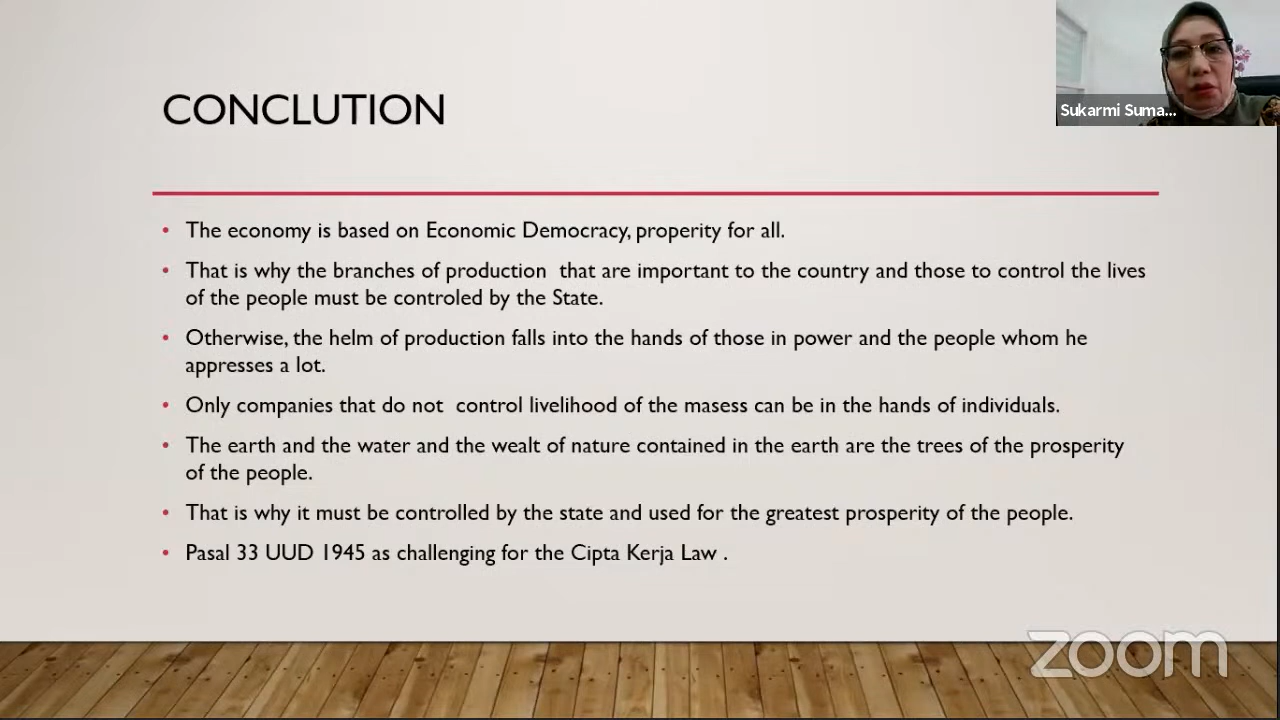 CONCLUTION
Sukarmi Suma...
The economy is based on Economic Democracy, properity for all.
That is why the branches of production that are important to the country and those to control the lives
of the people must be controled by the State.
Otherwise, the helm of production falls into the hands of those in power and the people whom he
appresses a lot.
Only companies that do not control livelihood of the masess can be in the hands of individuals.
The earth and the water and the wealt of nature contained in the earth are the trees of the prosperity
of the people.
That is why it must be controlled by the state and used for the greatest prosperity of the people.
Pasal 33 UUD 1945 as challenging for the Cipta Kerja Law .
zoom